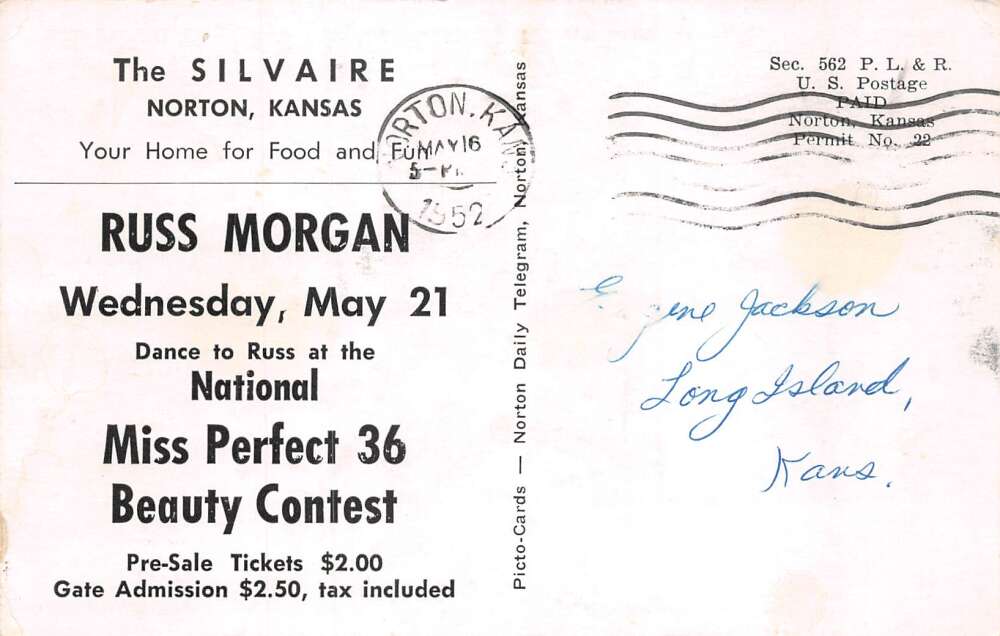 The SILVAIRE
NORTON, KANSAS
Your Home for Food and Fun
RUSS MORGAN
Wednesday, May 21
Dance to Russ at the
National
Miss Perfect 36
Beauty Contest
Pre-Sale Tickets $2.00
Gate Admission $2.50, tax included
NORTON, KAN
MAY 16
5-P
1952
Picto-Cards — Norton Daily Telegram, Norton, Kansas
Sec. 562 P. L. & R.
U. S. Postage
PAID
Norton, Kansas
Permit No. 22
Jackson
Long Island,
Kans.